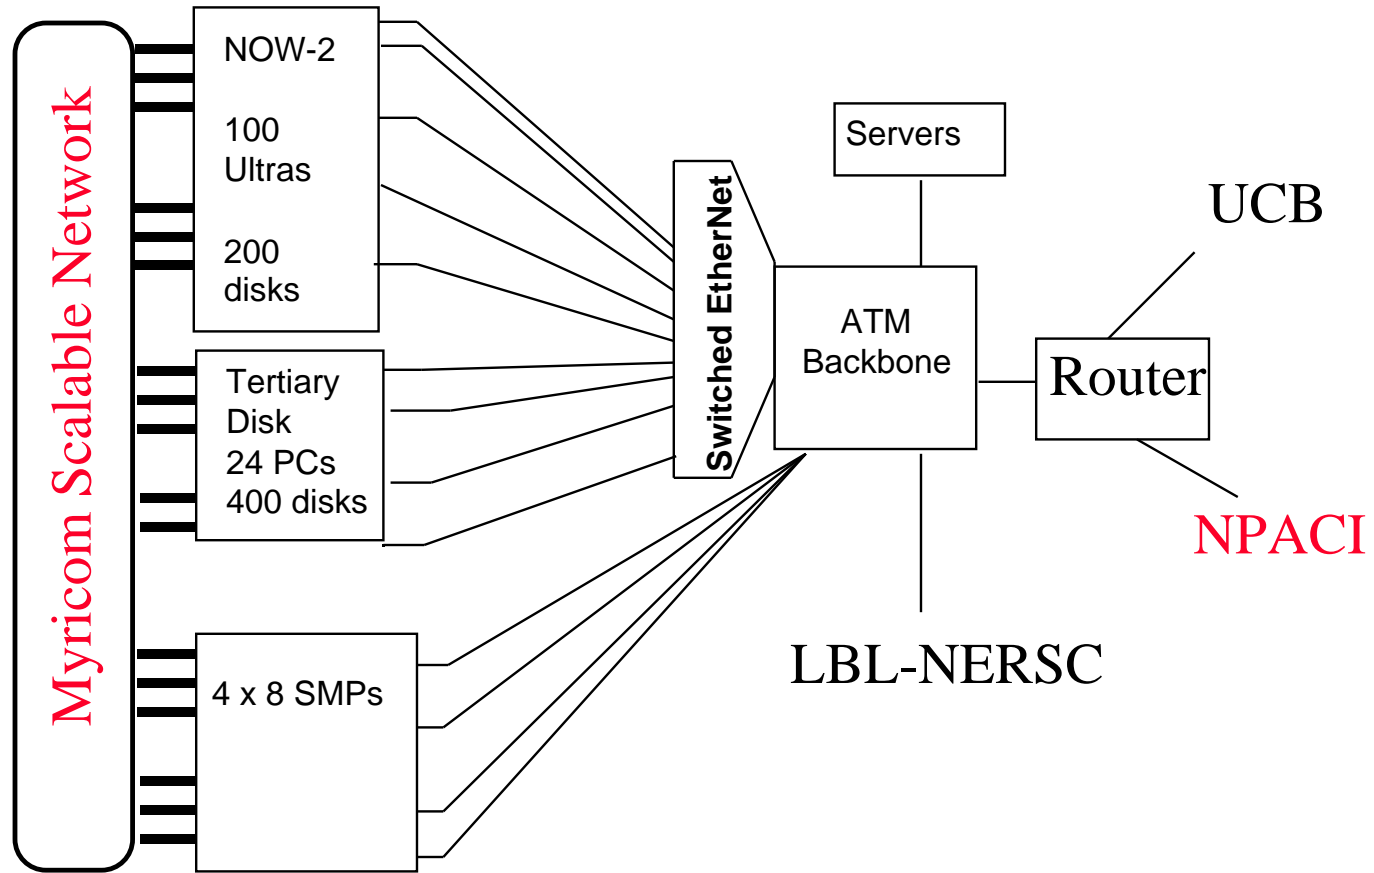 Myricom Scalable Network
NOW-2
100
Ultras
200
disks
Tertiary
Disk
24 PCs
400 disks
4 x 8 SMPs
Switched EtherNet
Servers
ATM
Backbone
Router
UCB
NPACI
LBL-NERSC